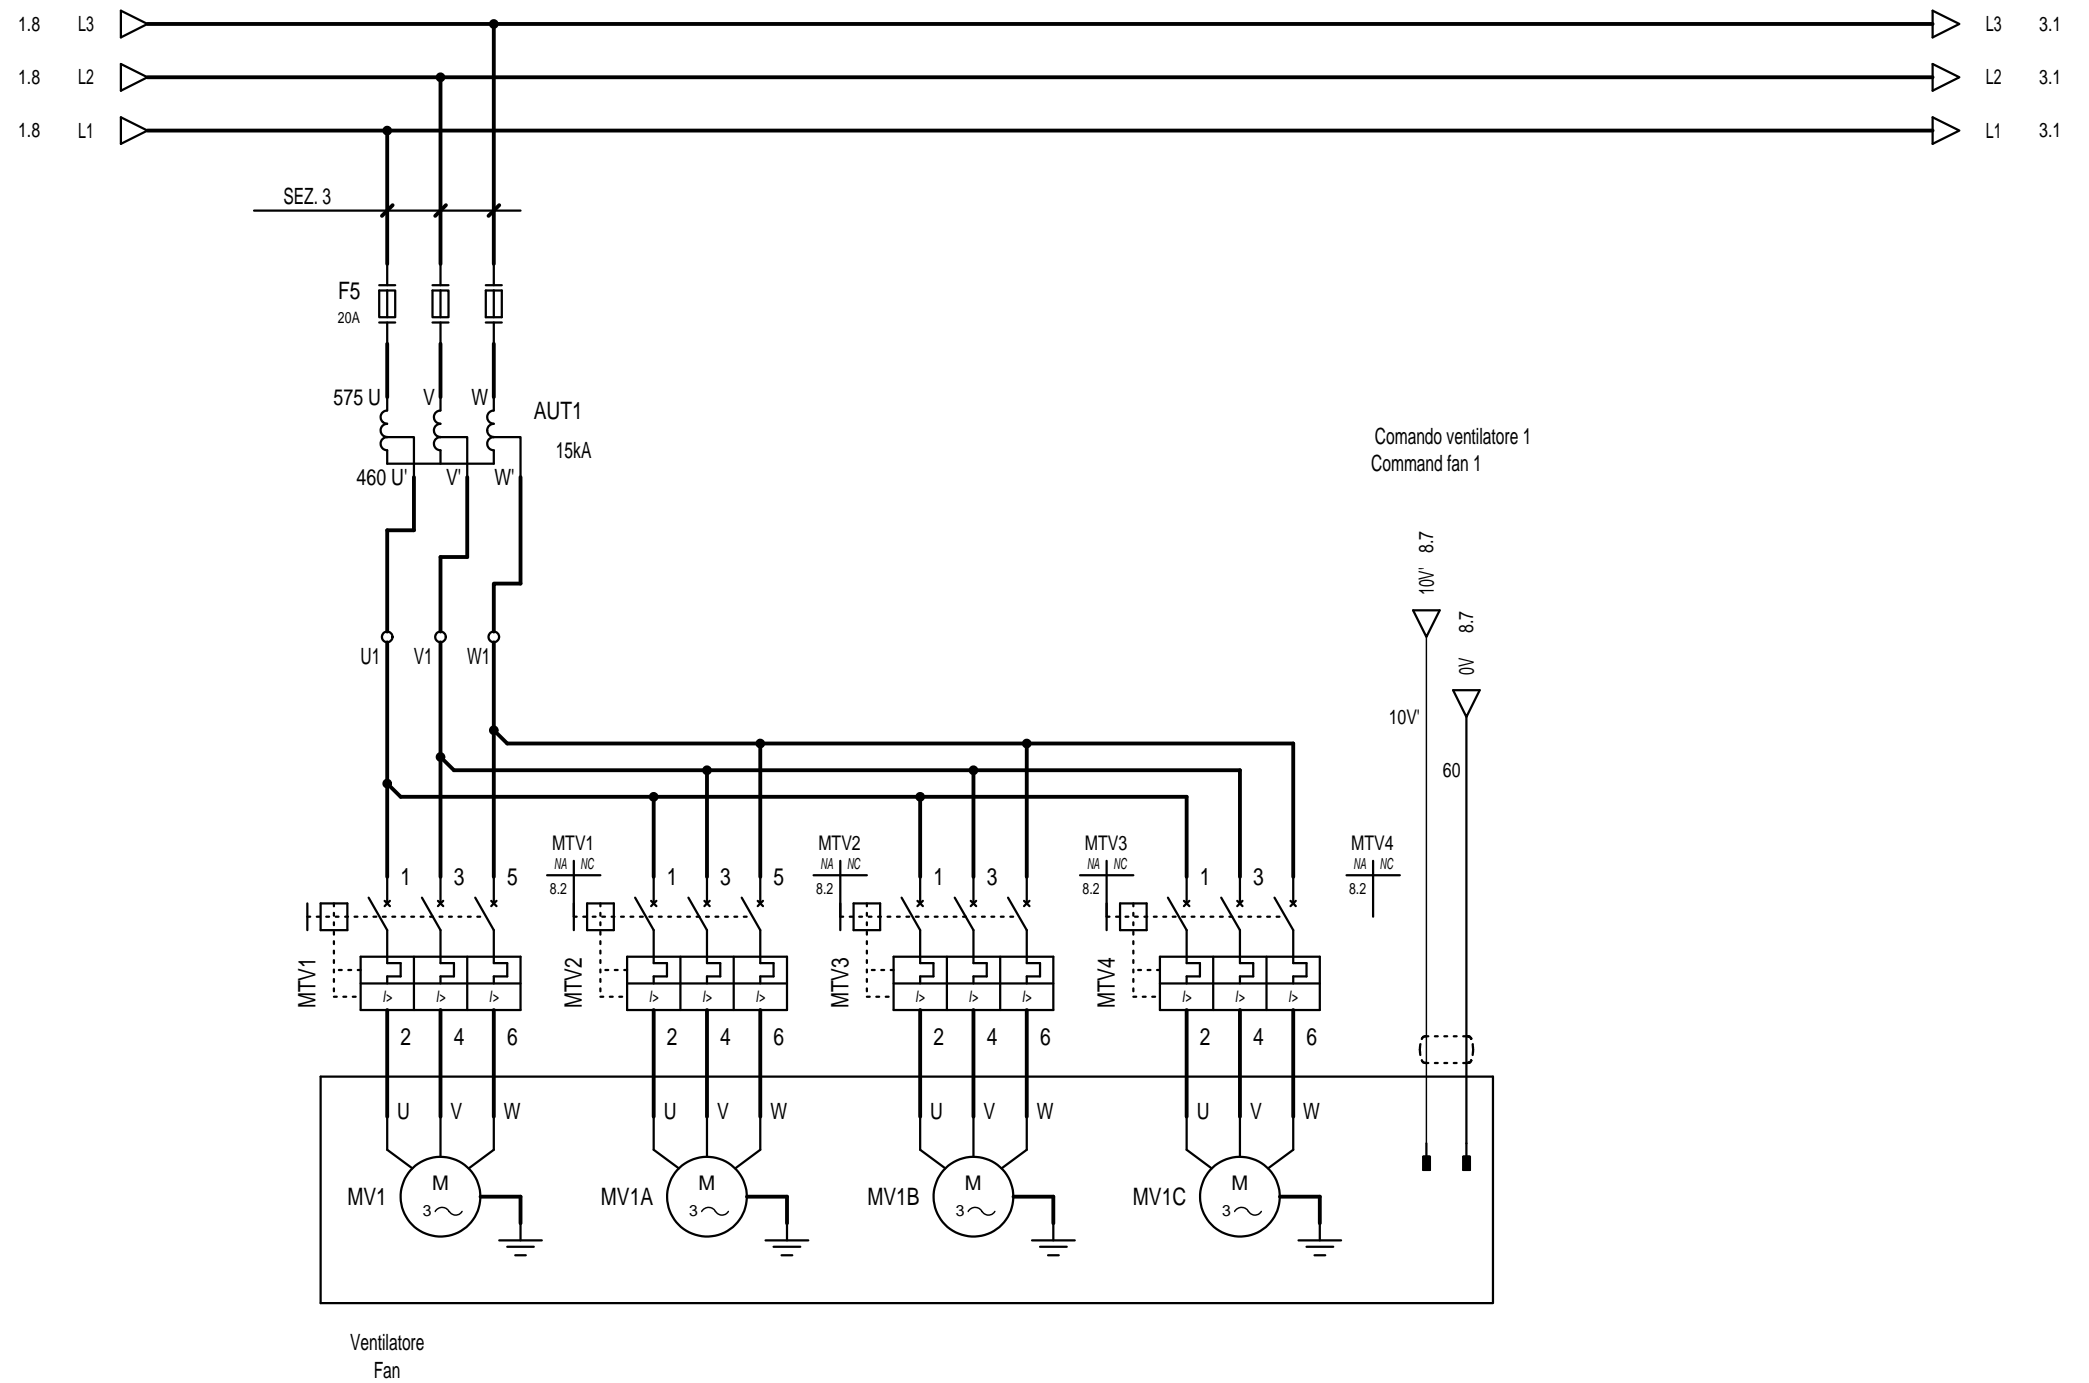 1.8 L3 L3 3.1
1.8 L2 L2 3.1
1.8 L1 L1 3.1
SEZ. 3
F5
20A
575 U V W
AUT1
15kA
460 U' V' W'
Comando ventilatore 1
Command fan 1
10V' 8.7
0V 8.7
U1 V1 W1
10V'
60
MTV1 MTV2 MTV3 MTV4
NA NC NA NC NA NC NA NC
8.2 8.2 8.2 8.2
1 3 5 1 3 5 1 3 1 3
MTV1 MTV2 MTV3 MTV4
I> I> I> I> I> I> I> I> I> I> I> I>
2 4 6 2 4 6 2 4 6 2 4 6
U V W U V W U V W U V W
MV1 M 3 MV1A M 3 MV1B M 3 MV1C M 3
Ventilatore
Fan